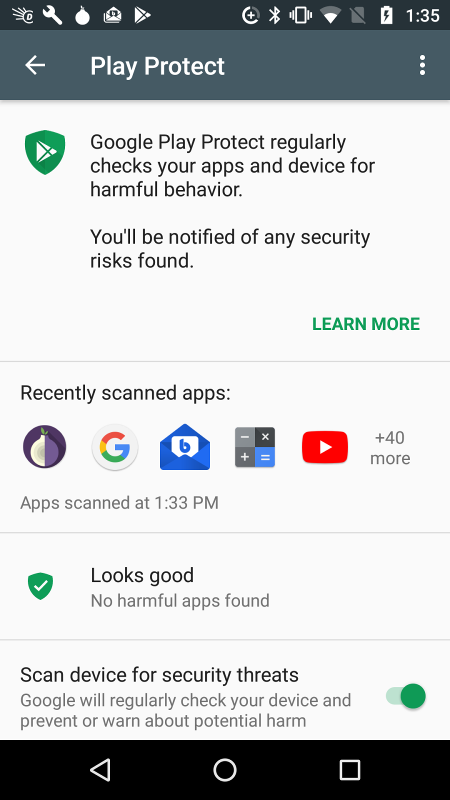 1:35
Play Protect
Google Play Protect regularly
checks your apps and device for
harmful behavior.
You'll be notified of any security
risks found.
LEARN MORE
Recently scanned apps:
+40
more
Apps scanned at 1:33 PM
Looks good
No harmful apps found
Scan device for security threats
Google will regularly check your device and
prevent or warn about potential harm